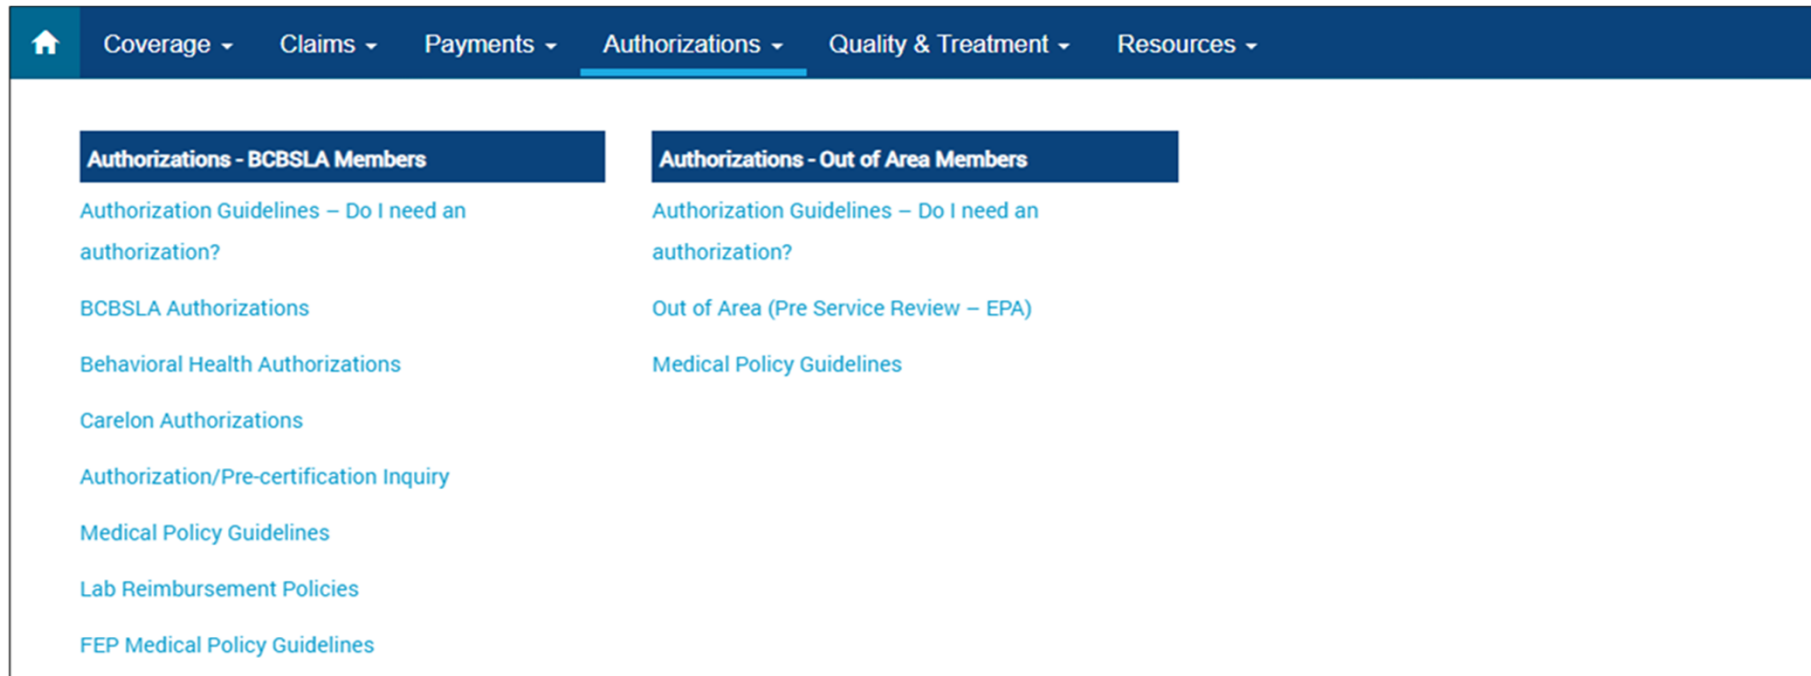 Coverage Claims Payments Authorizations Quality & Treatment Resources
Authorizations - BCBSLA Members
Authorization Guidelines – Do I need an
authorization?
BCBSLA Authorizations
Behavioral Health Authorizations
Carelon Authorizations
Authorization/Pre-certification Inquiry
Medical Policy Guidelines
Lab Reimbursement Policies
FEP Medical Policy Guidelines
Authorizations - Out of Area Members
Authorization Guidelines – Do I need an
authorization?
Out of Area (Pre Service Review – EPA)
Medical Policy Guidelines